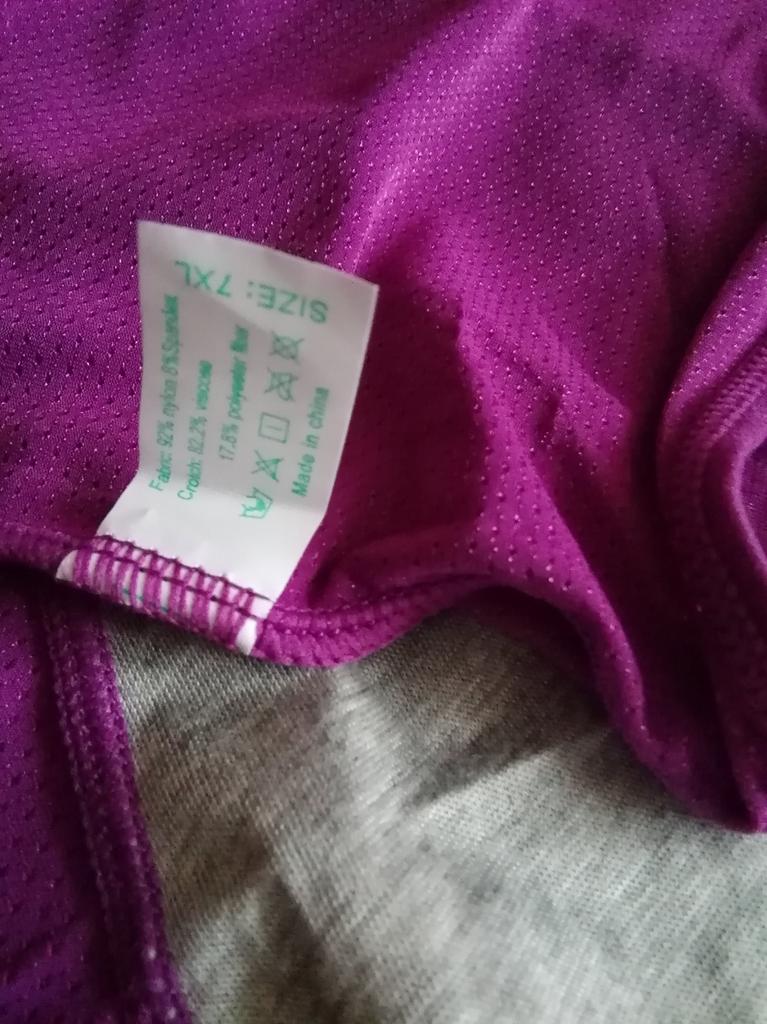 SIZE: 7XL
Fabric: 92% nylon 8%Spandex
Crotch: 82.2% viscose
17.8% polyester fiber
Made in china